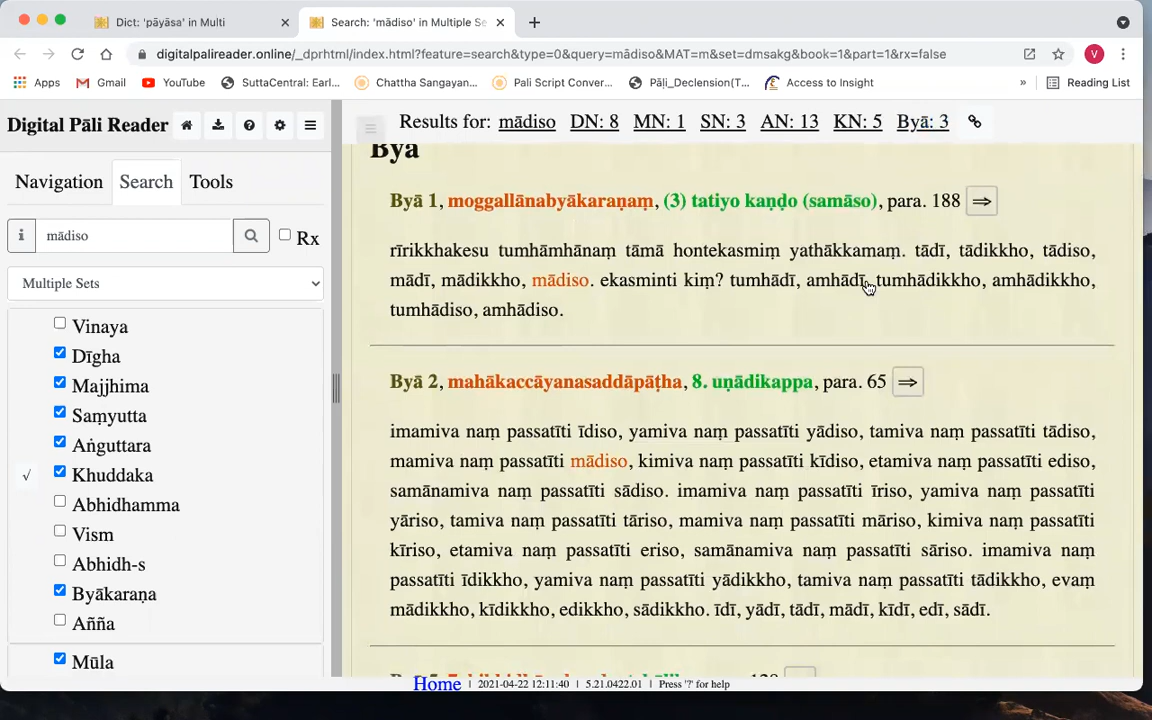 Dict: 'pāyāsa' in Multi
Search: 'mādiso' in Multiple Se
digitalpalireader.online/_dprhtml/index.html?feature=search&type=0&query=mādiso&MAT=m&set=dmsakg&book=1&part=1&rx=false
V
Apps Gmail YouTube SuttaCentral: Earl... Chattha Sangayan... Pali Script Conver... Pāḷi_Declension(T... Access to Insight » Reading List
Digital Pāli Reader
Results for: mādiso DN: 8 MN: 1 SN: 3 AN: 13 KN: 5 Byā: 3
Navigation Search Tools
mādiso
Rx
Multiple Sets
Vinaya
Dīgha
Majjhima
Saṃyutta
Aṅguttara
√ Khuddaka
Abhidhamma
Vism
Abhidh-s
Byākaraṇa
Añña
Mūla
Byā
Byā 1, moggallānabyākaraṇaṃ, (3) tatiyo kaṇḍo (samāso), para. 188 ⇒
rīrikkhakesu tumhāmhānaṃ tāmā hontekasmiṃ yathākkamaṃ. tādī, tādikkho, tādiso,
mādī, mādikkho, mādiso. ekasminti kiṃ? tumhādī, amhādī, tumhādikkho, amhādikkho,
tumhādiso, amhādiso.
Byā 2, mahākaccāyanasaddāpāṭha, 8. uṇādikappa, para. 65 ⇒
imamiva naṃ passatīti īdiso, yamiva naṃ passatīti yādiso, tamiva naṃ passatīti tādiso,
mamiva naṃ passatīti mādiso, kimiva naṃ passatīti kīdiso, etamiva naṃ passatīti ediso,
samānamiva naṃ passatīti sādiso. imamiva naṃ passatīti īriso, yamiva naṃ passatīti
yāriso, tamiva naṃ passatīti tāriso, mamiva naṃ passatīti māriso, kimiva naṃ passatīti
kīriso, etamiva naṃ passatīti eriso, samānamiva naṃ passatīti sāriso. imamiva naṃ
passatīti īdikkho, yamiva naṃ passatīti yādikkho, tamiva naṃ passatīti tādikkho, evaṃ
mādikkho, kīdikkho, edikkho, sādikkho. īdī, yādī, tādī, mādī, kīdī, edī, sādī.
Home | 2021-04-22 12:11:40 | 5.21.0422.01 | Press '?' for help